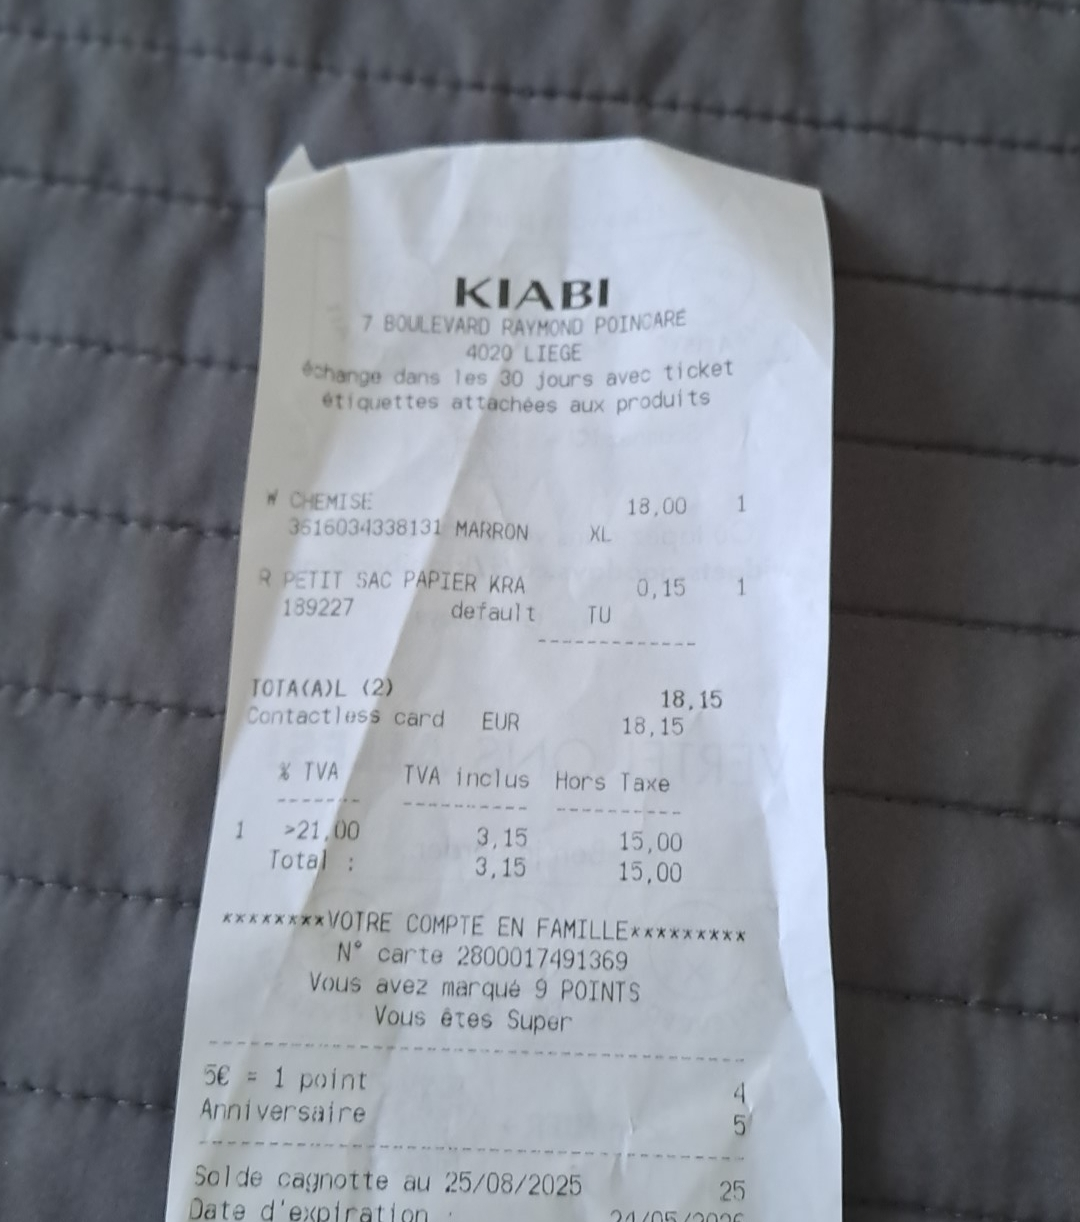 KIABI
7 BOULEVARD RAYMOND POINCARÉ
4020 LIEGE
échange dans les 30 jours avec ticket
étiquettes attachées aux produits
W CHEMISE 18,00 1
3616034338131 MARRON XL
R PETIT SAC PAPIER KRA 0,15 1
189227 default TU
------------
TOTA(A)L (2) 18,15
Contactless card EUR 18,15
% TVA TVA inclus Hors Taxe
------ ---------- ----------
1 >21,00 3,15 15,00
Total : 3,15 15,00
********VOTRE COMPTE EN FAMILLE*********
N° carte 2800017491369
Vous avez marqué 9 POINTS
Vous êtes Super
----------------------------------------
5€ = 1 point 4
Anniversaire 5
----------------------------------------
Solde cagnotte au 25/08/2025 25
Date d'expiration : 24/05/2026